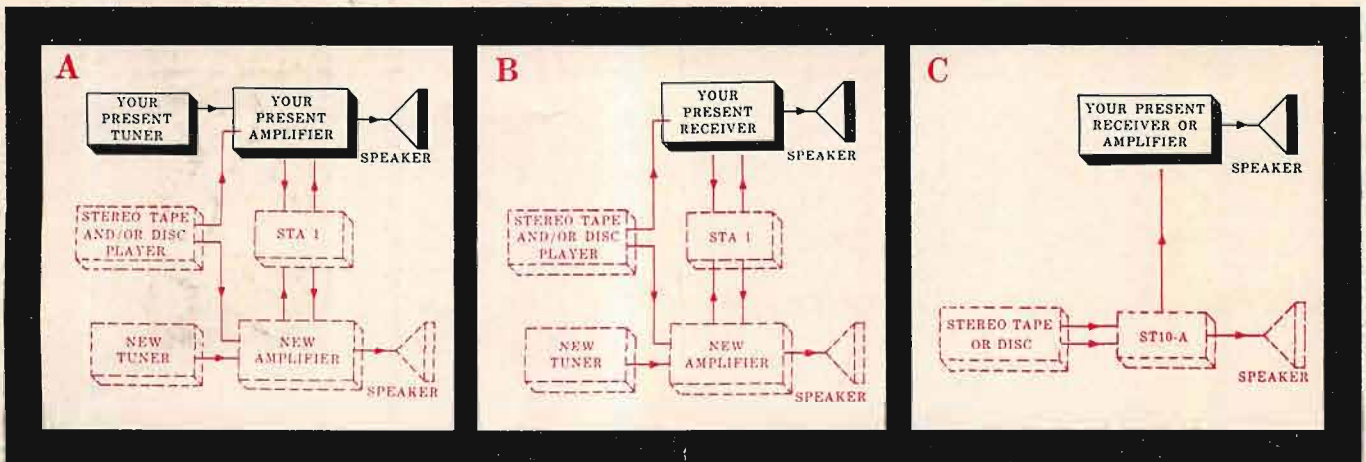 A
YOUR
PRESENT
TUNER
YOUR
PRESENT
AMPLIFIER
SPEAKER
STEREO TAPE
AND/OR DISC
PLAYER
STA 1
NEW
TUNER
NEW
AMPLIFIER
SPEAKER
B
YOUR
PRESENT
RECEIVER
SPEAKER
STEREO TAPE
AND/OR DISC
PLAYER
STA 1
NEW
TUNER
NEW
AMPLIFIER
SPEAKER
C
YOUR PRESENT
RECEIVER OR
AMPLIFIER
SPEAKER
STEREO TAPE
OR DISC
ST10-A
SPEAKER